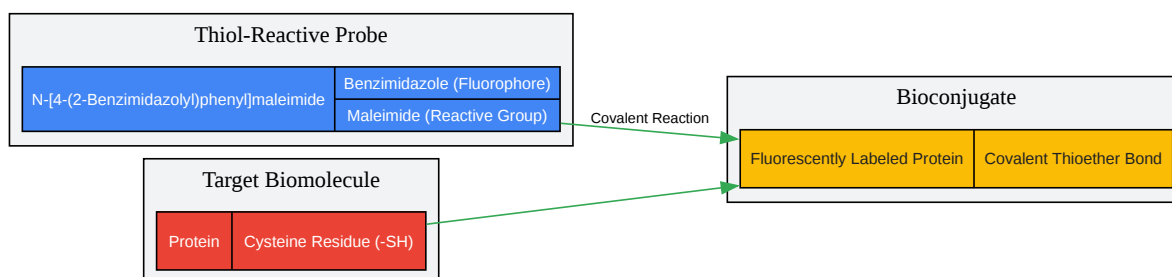 Thiol-Reactive Probe
N-[4-(2-Benzimidazolyl)phenyl]maleimide
Benzimidazole (Fluorophore)
Maleimide (Reactive Group)
Covalent Reaction
Bioconjugate
Fluorescently Labeled Protein
Covalent Thioether Bond
Target Biomolecule
Protein
Cysteine Residue (-SH)